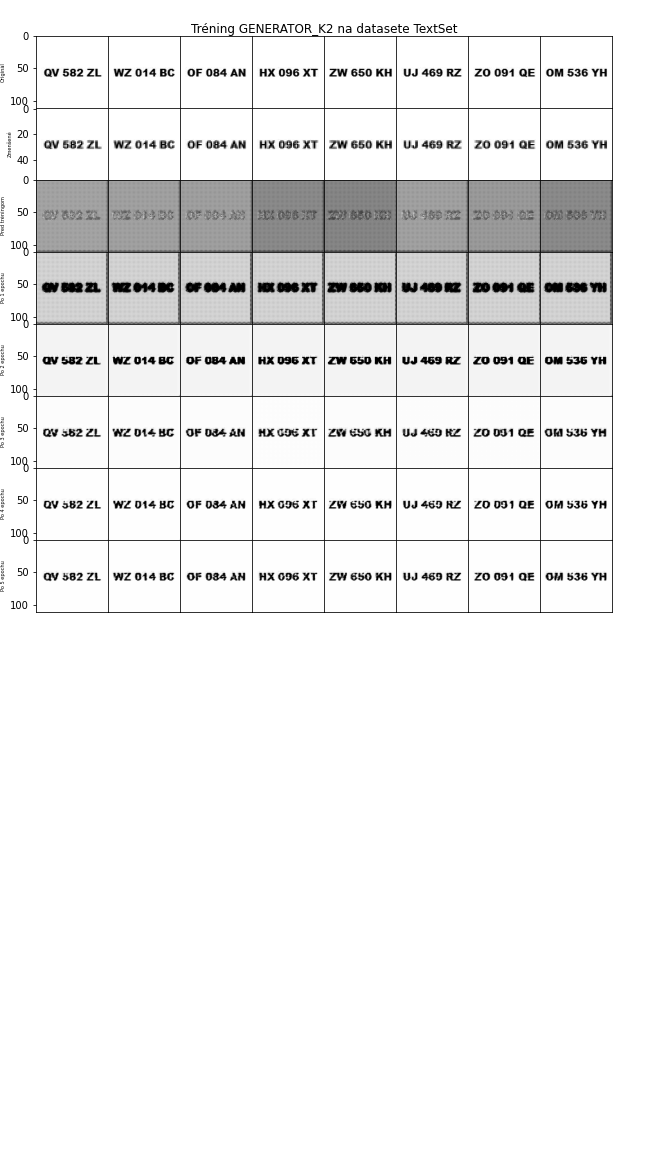 Tréning GENERATOR_K2 na datasete TextSet
0
50
100
Original
QV 582 ZL WZ 014 BC OF 084 AN HX 096 XT ZW 650 KH UJ 469 RZ ZO 091 QE OM 536 YH
0
20
40
Zmenšené
QV 582 ZL WZ 014 BC OF 084 AN HX 096 XT ZW 650 KH UJ 469 RZ ZO 091 QE OM 536 YH
0
50
100
Pred tréningom
QV 582 ZL WZ 014 BC OF 084 AN HX 096 XT ZW 650 KH UJ 469 RZ ZO 091 QE OM 536 YH
0
50
100
Po 1 epochu
QV 582 ZL WZ 014 BC OF 084 AN HX 096 XT ZW 650 KH UJ 469 RZ ZO 091 QE OM 536 YH
0
50
100
Po 2 epochu
QV 582 ZL WZ 014 BC OF 084 AN HX 096 XT ZW 650 KH UJ 469 RZ ZO 091 QE OM 536 YH
0
50
100
Po 3 epochu
QV 582 ZL WZ 014 BC OF 084 AN HX 096 XT ZW 650 KH UJ 469 RZ ZO 091 QE OM 536 YH
0
50
100
Po 4 epochu
QV 582 ZL WZ 014 BC OF 084 AN HX 096 XT ZW 650 KH UJ 469 RZ ZO 091 QE OM 536 YH
0
50
100
Po 5 epochu
QV 582 ZL WZ 014 BC OF 084 AN HX 096 XT ZW 650 KH UJ 469 RZ ZO 091 QE OM 536 YH